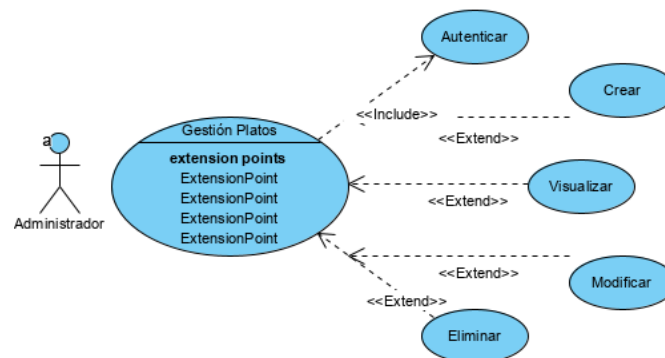 Autenticar
<<Include>>
Crear
<<Extend>>
Gestión Platos
extension points
ExtensionPoint
ExtensionPoint
ExtensionPoint
ExtensionPoint
a
Administrador
Visualizar
<<Extend>>
<<Extend>>
Modificar
<<Extend>>
Eliminar